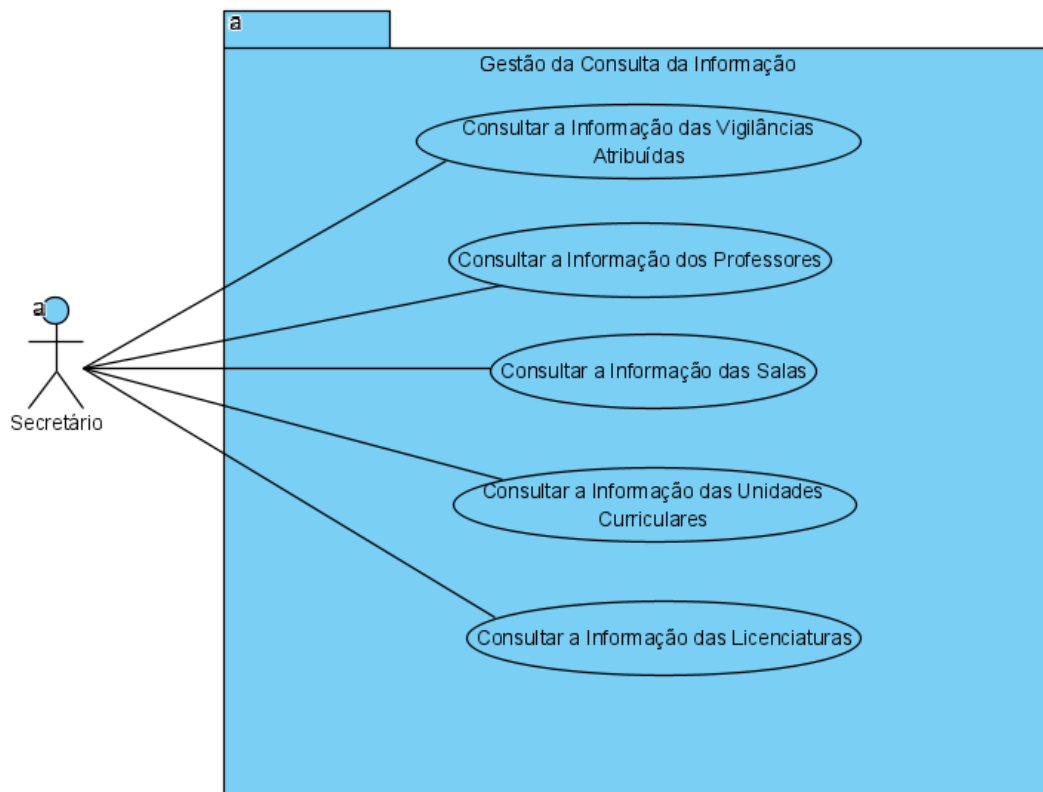 a
Gestão da Consulta da Informação
Consultar a Informação das Vigilâncias
Atribuídas
Consultar a Informação dos Professores
a
Consultar a Informação das Salas
Secretário
Consultar a Informação das Unidades
Curriculares
Consultar a Informação das Licenciaturas